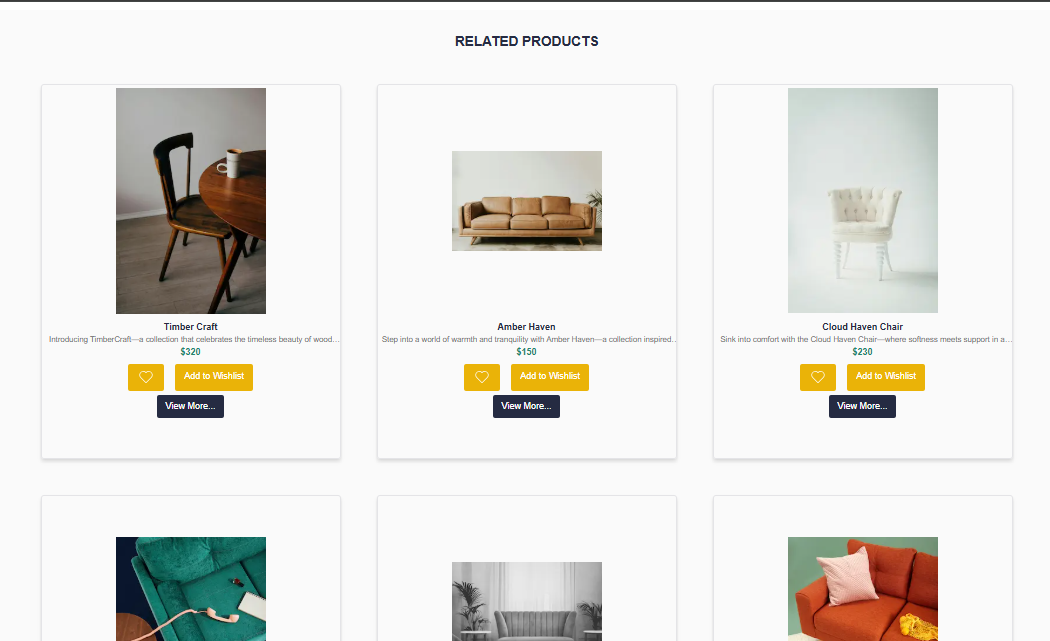 RELATED PRODUCTS
Timber Craft
Introducing TimberCraft—a collection that celebrates the timeless beauty of wood...
$320
Add to Wishlist
View More...
Amber Haven
Step into a world of warmth and tranquility with Amber Haven—a collection inspired...
$150
Add to Wishlist
View More...
Cloud Haven Chair
Sink into comfort with the Cloud Haven Chair—where softness meets support in a...
$230
Add to Wishlist
View More...